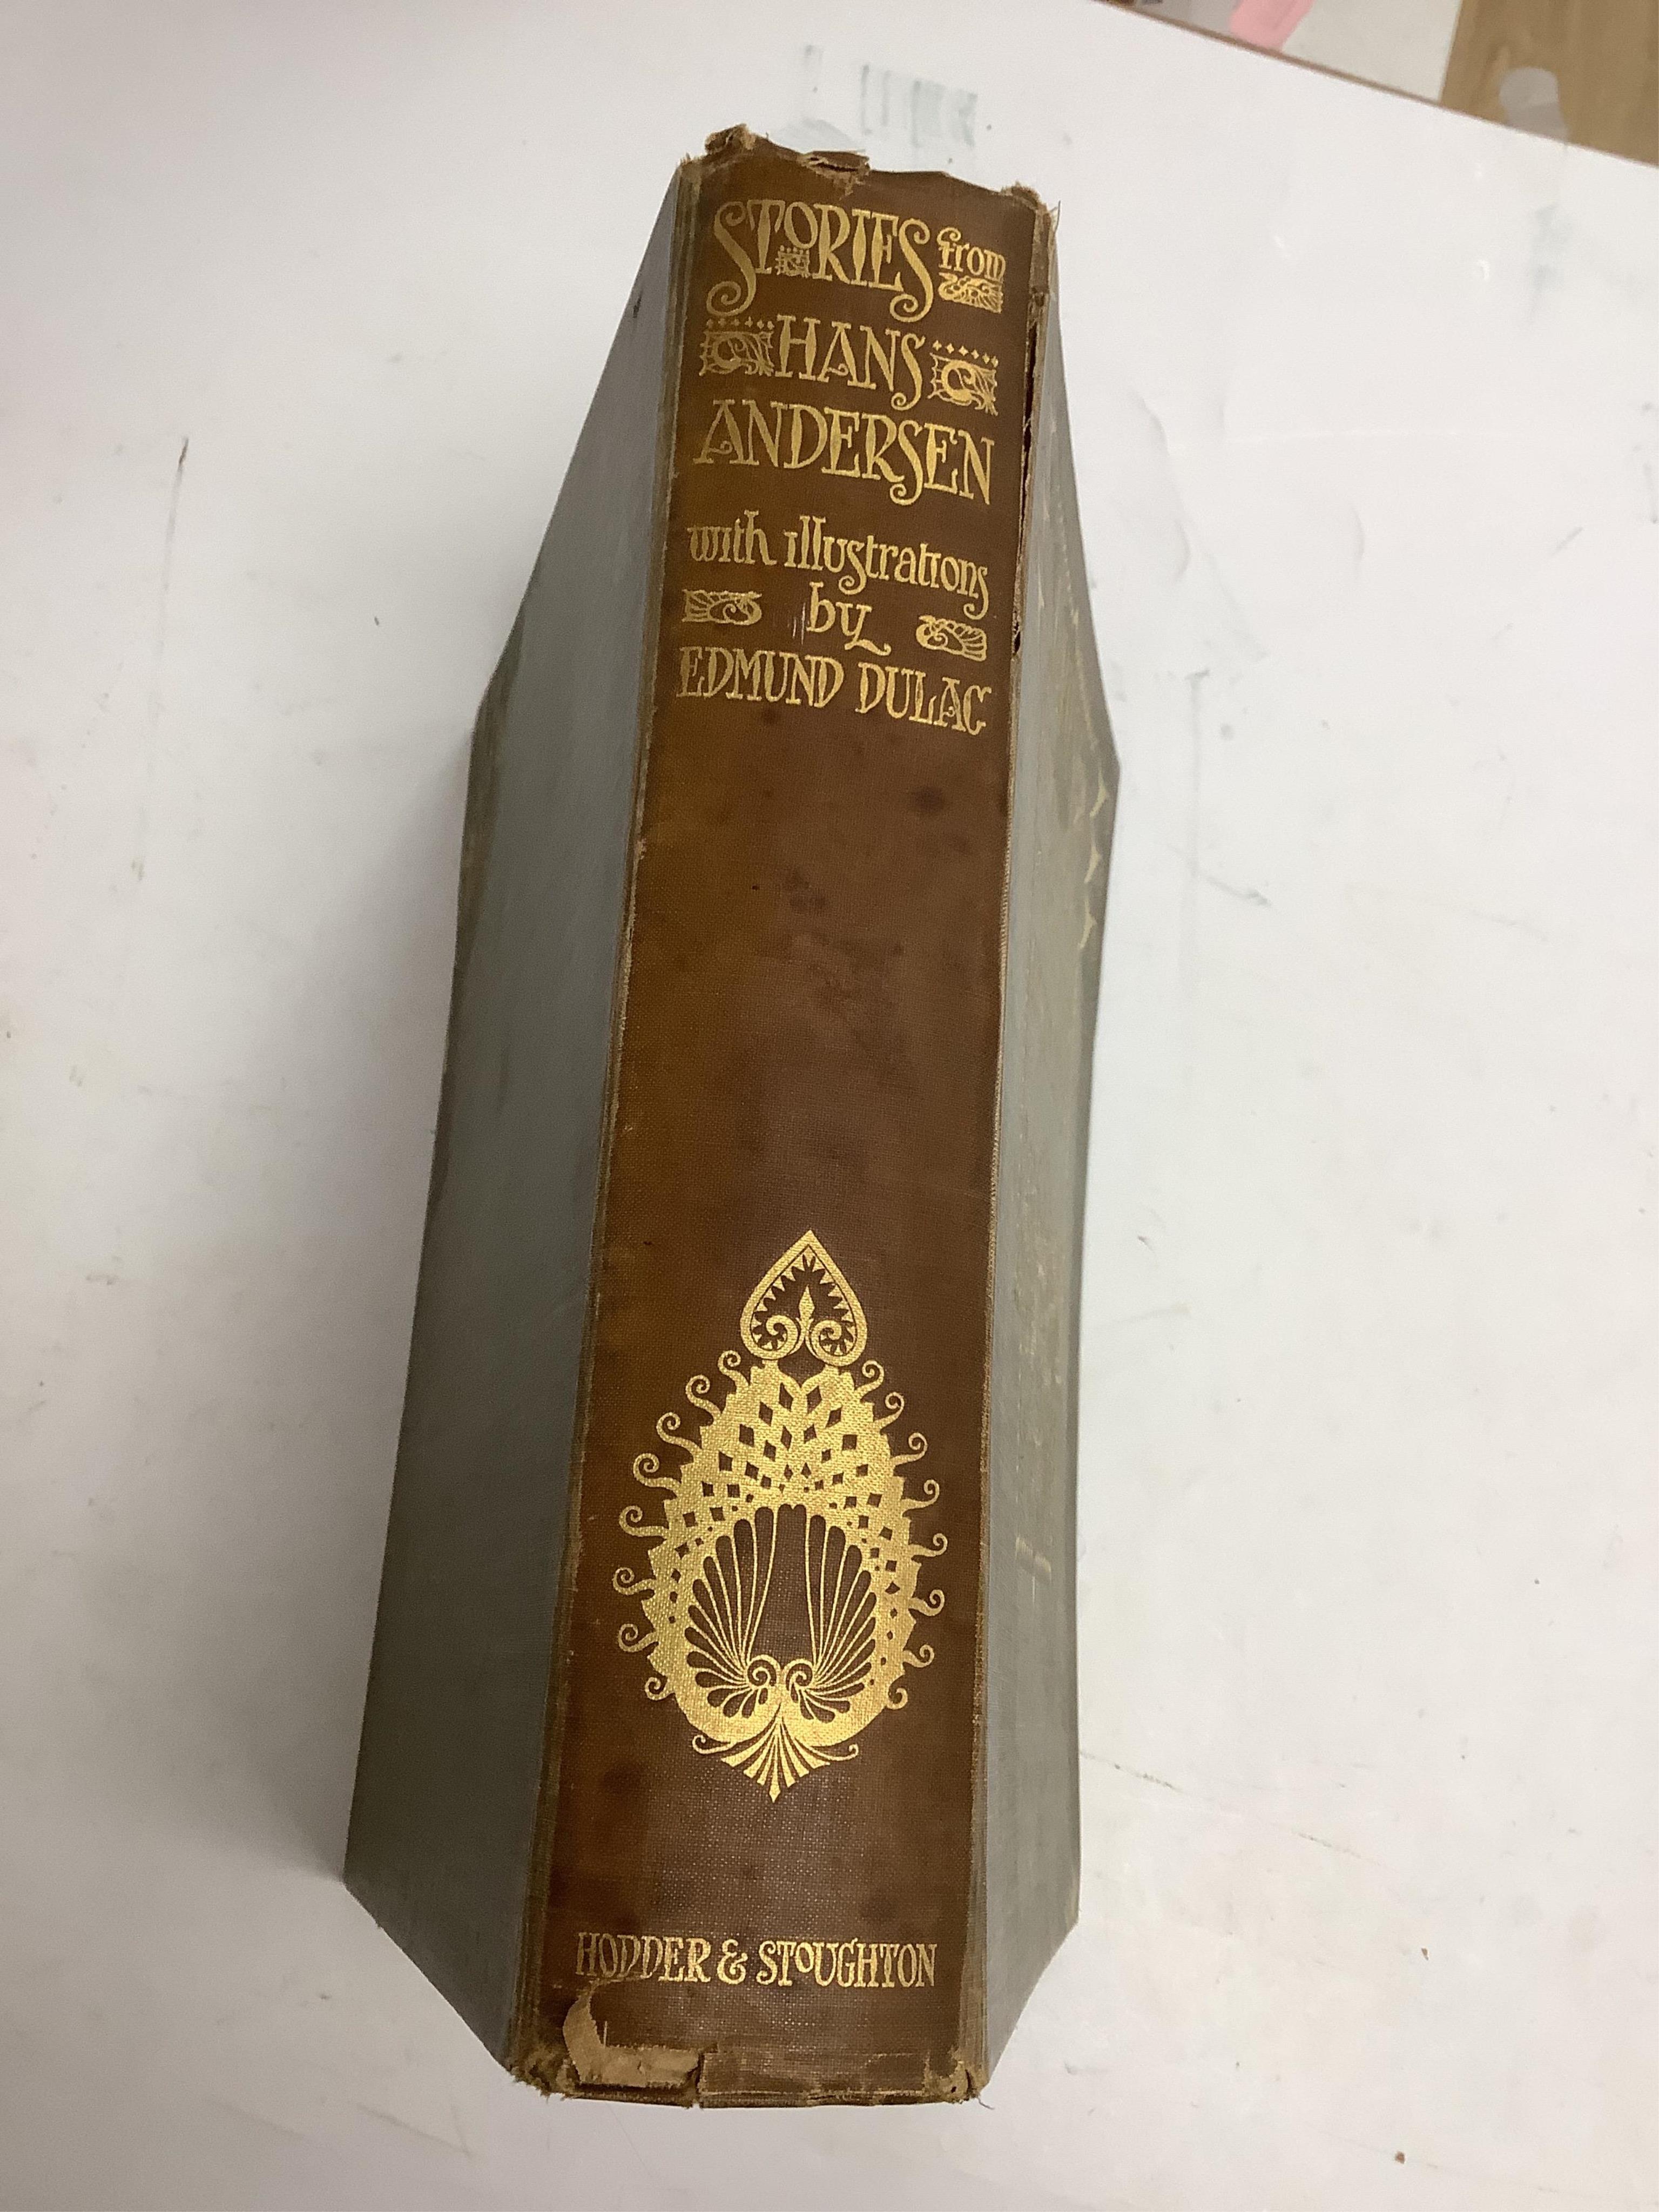 STORIES from
HANS
ANDERSEN
with illustrations
by
EDMUND DULAC
HODDER & STOUGHTON